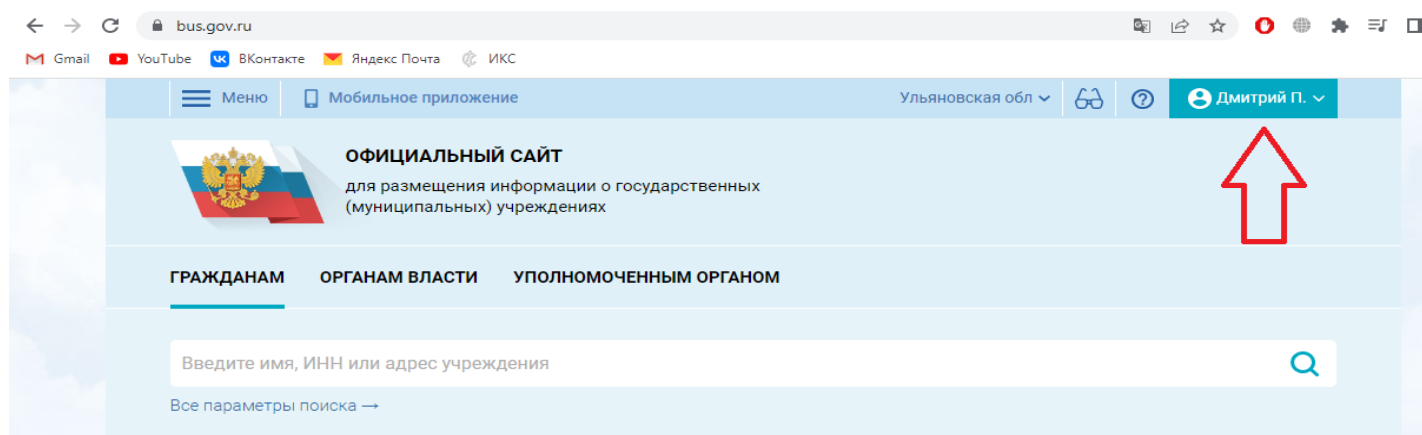 bus.gov.ru
Gmail YouTube ВКонтакте Яндекс Почта ИКС
Меню Мобильное приложение Ульяновская обл Дмитрий П.
ОФИЦИАЛЬНЫЙ САЙТ
для размещения информации о государственных
(муниципальных) учреждениях
ГРАЖДАНАМ ОРГАНАМ ВЛАСТИ УПОЛНОМОЧЕННЫМ ОРГАНОМ
Введите имя, ИНН или адрес учреждения
Все параметры поиска →